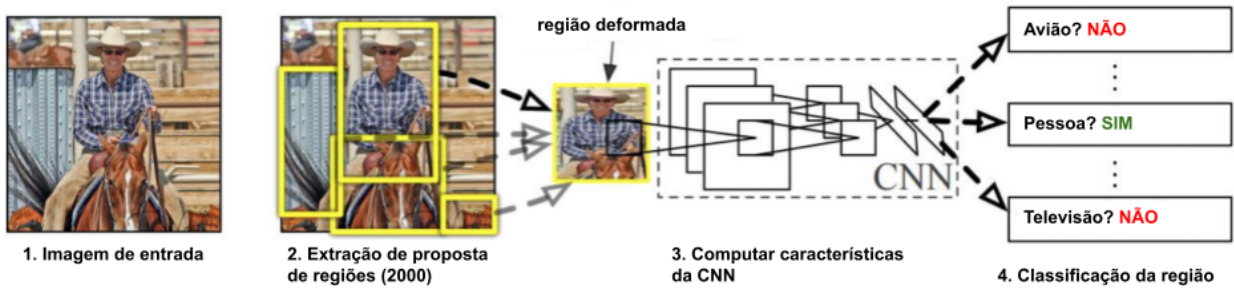 região deformada
Avião? NÃO
Pessoa? SIM
Televisão? NÃO
CNN
1. Imagem de entrada
2. Extração de proposta
de regiões (2000)
3. Computar características
da CNN
4. Classificação da região